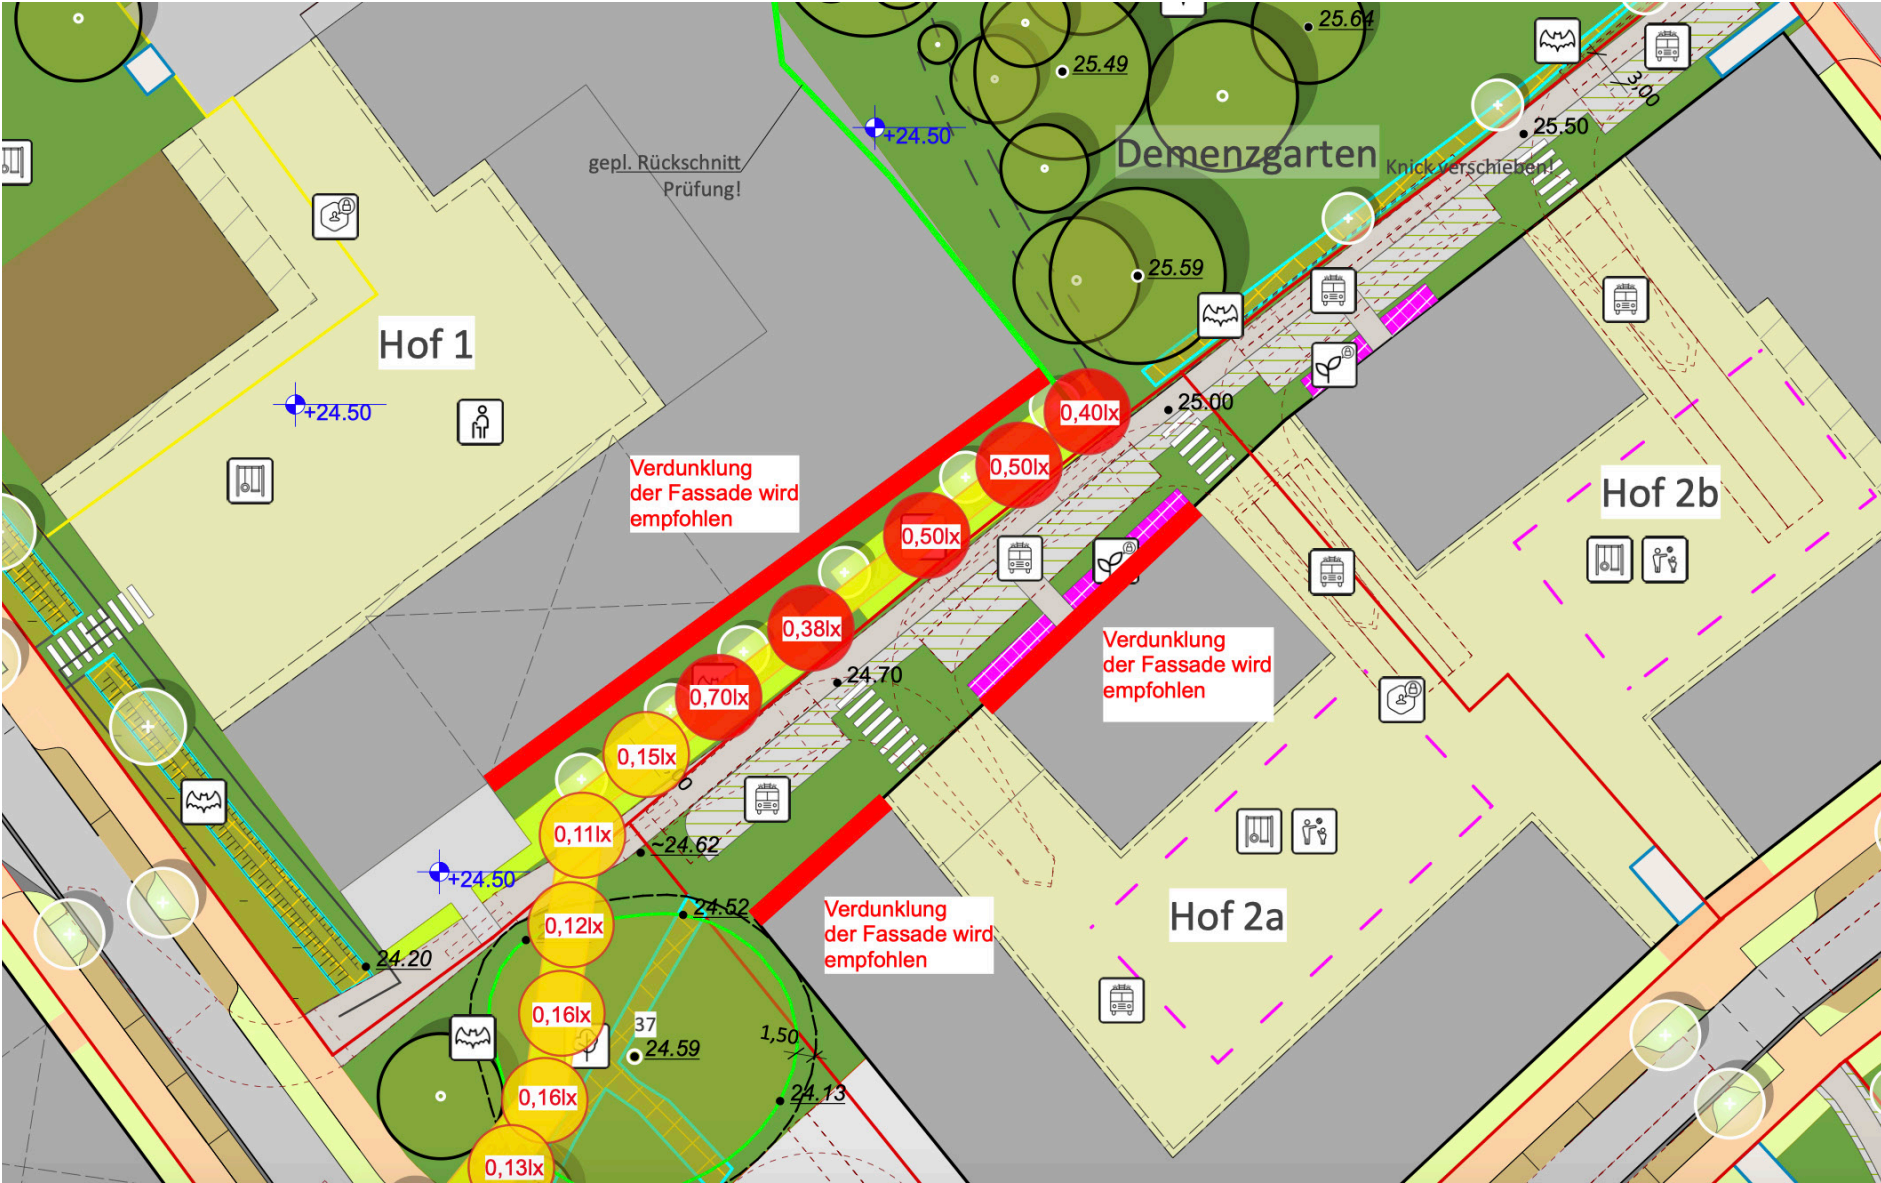 25.64
25.49
+24.50
3,00
25.50
Demenzgarten
Knick verschieben!
gepl. Rückschnitt
Prüfung!
25.59
Hof 1
+24.50
0,40lx
25.00
Verdunklung
der Fassade wird
empfohlen
0,50lx
0,50lx
Hof 2b
0,38lx
Verdunklung
der Fassade wird
empfohlen
24.70
0,70lx
0,15lx
0,11lx
~24.62
+24.50
Verdunklung
der Fassade wird
empfohlen
Hof 2a
24.52
0,12lx
24.20
0,16lx
37
24.59
1,50
0,16lx
24.13
0,13lx